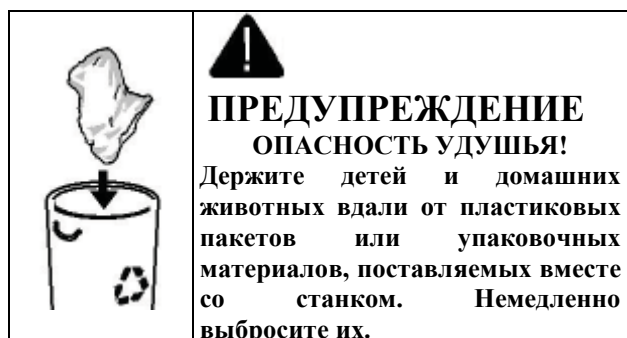 ПРЕДУПРЕЖДЕНИЕ
ОПАСНОСТЬ УДУШЬЯ!
Держите детей и домашних
животных вдали от пластиковых
пакетов или упаковочных
материалов, поставляемых вместе
со станком. Немедленно
выбросите их.